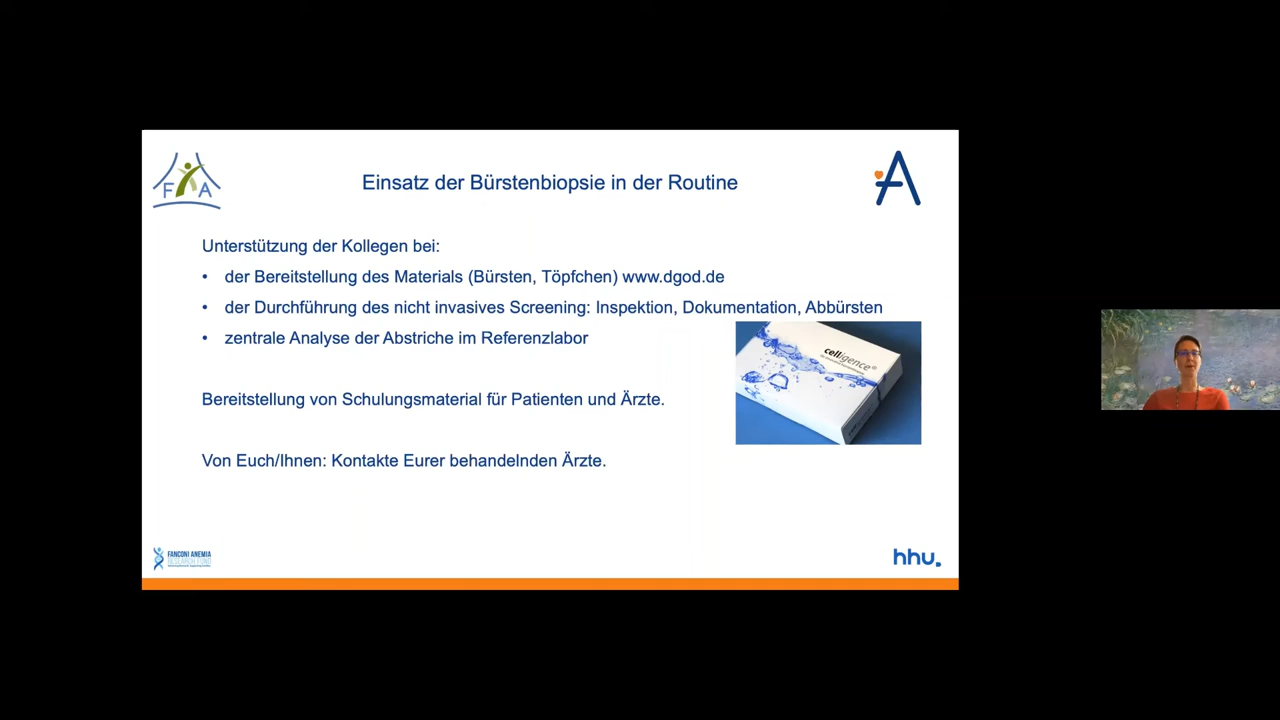 F A
Einsatz der Bürstenbiopsie in der Routine
Unterstützung der Kollegen bei:
• der Bereitstellung des Materials (Bürsten, Töpfchen) www.dgod.de
• der Durchführung des nicht invasives Screening: Inspektion, Dokumentation, Abbürsten
• zentrale Analyse der Abstriche im Referenzlabor
celligence®
Bereitstellung von Schulungsmaterial für Patienten und Ärzte.
Von Euch/Ihnen: Kontakte Eurer behandelnden Ärzte.
FANCONI ANEMIA
RESEARCH FUND
hhu.